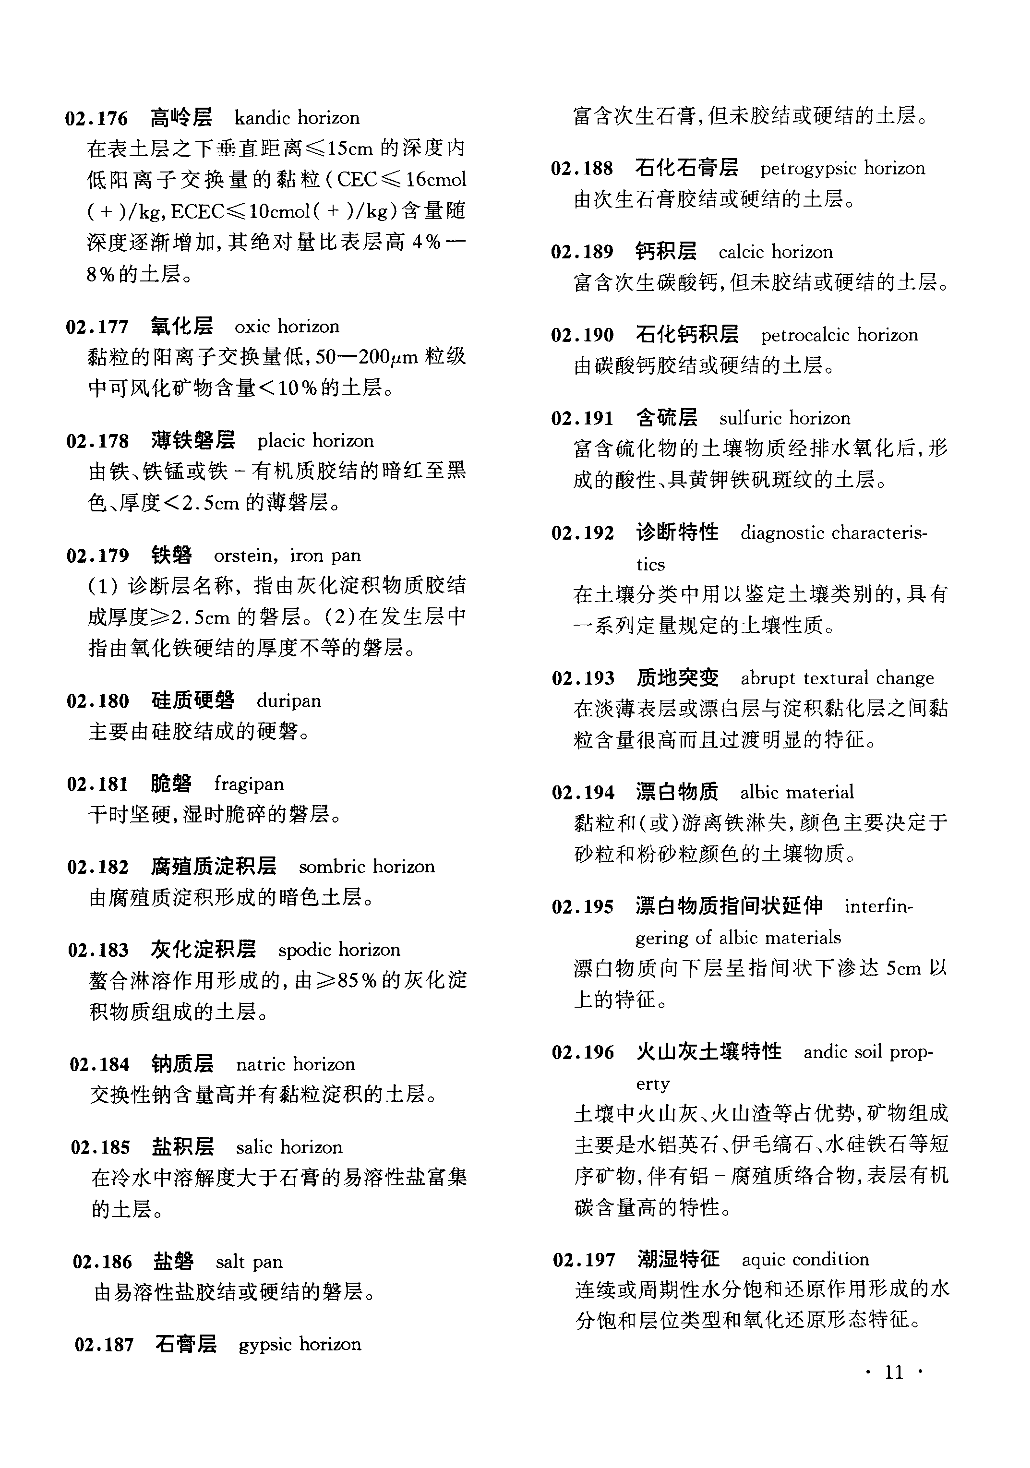 02.176 高岭层 kandic horizon
在表土层之下垂直距离≤15cm 的深度内
低阳离子交换量的黏粒(CEC≤16cmol
(+)/kg,ECEC≤10cmol(+)/kg)含量随
深度逐渐增加,其绝对量比表层高4%—
8%的土层。
02.177 氧化层 oxic horizon
黏粒的阳离子交换量低,50—200μm 粒级
中可风化矿物含量<10%的土层。
02.178 薄铁磐层 placic horizon
由铁、铁锰或铁-有机质胶结的暗红至黑
色、厚度<2.5cm 的薄磐层。
02.179 铁磐 orstein, iron pan
(1) 诊断层名称, 指由灰化淀积物质胶结
成厚度≥2.5cm 的磐层。(2)在发生层中
指由氧化铁硬结的厚度不等的磐层。
02.180 硅质硬磐 duripan
主要由硅胶结成的硬磐。
02.181 脆磐 fragipan
干时坚硬,湿时脆碎的磐层。
02.182 腐殖质淀积层 sombric horizon
由腐殖质淀积形成的暗色土层。
02.183 灰化淀积层 spodic horizon
螯合淋溶作用形成的,由≥85%的灰化淀
积物质组成的土层。
02.184 钠质层 natric horizon
交换性钠含量高并有黏粒淀积的土层。
02.185 盐积层 salic horizon
在冷水中溶解度大于石膏的易溶性盐富集
的土层。
02.186 盐磐 salt pan
由易溶性盐胶结或硬结的磐层。
02.187 石膏层 gypsic horizon
富含次生石膏,但未胶结或硬结的土层。
02.188 石化石膏层 petrogypsic horizon
由次生石膏胶结或硬结的土层。
02.189 钙积层 calcic horizon
富含次生碳酸钙,但未胶结或硬结的土层。
02.190 石化钙积层 petrocalcic horizon
由碳酸钙胶结或硬结的土层。
02.191 含硫层 sulfuric horizon
富含硫化物的土壤物质经排水氧化后,形
成的酸性、具黄钾铁矾斑纹的土层。
02.192 诊断特性 diagnostic characteris-
tics
在土壤分类中用以鉴定土壤类别的,具有
一系列定量规定的土壤性质。
02.193 质地突变 abrupt textural change
在淡薄表层或漂白层与淀积黏化层之间黏
粒含量很高而且过渡明显的特征。
02.194 漂白物质 albic material
黏粒和(或)游离铁淋失,颜色主要决定于
砂粒和粉砂粒颜色的土壤物质。
02.195 漂白物质指间状延伸 interfin-
gering of albic materials
漂白物质向下层呈指间状下渗达 5cm 以
上的特征。
02.196 火山灰土壤特性 andic soil prop-
erty
土壤中火山灰、火山渣等占优势,矿物组成
主要是水铝英石、伊毛缟石、水硅铁石等短
序矿物,伴有铝-腐殖质络合物,表层有机
碳含量高的特性。
02.197 潮湿特征 aquic condition
连续或周期性水分饱和还原作用形成的水
分饱和层位类型和氧化还原形态特征。
· 11 ·